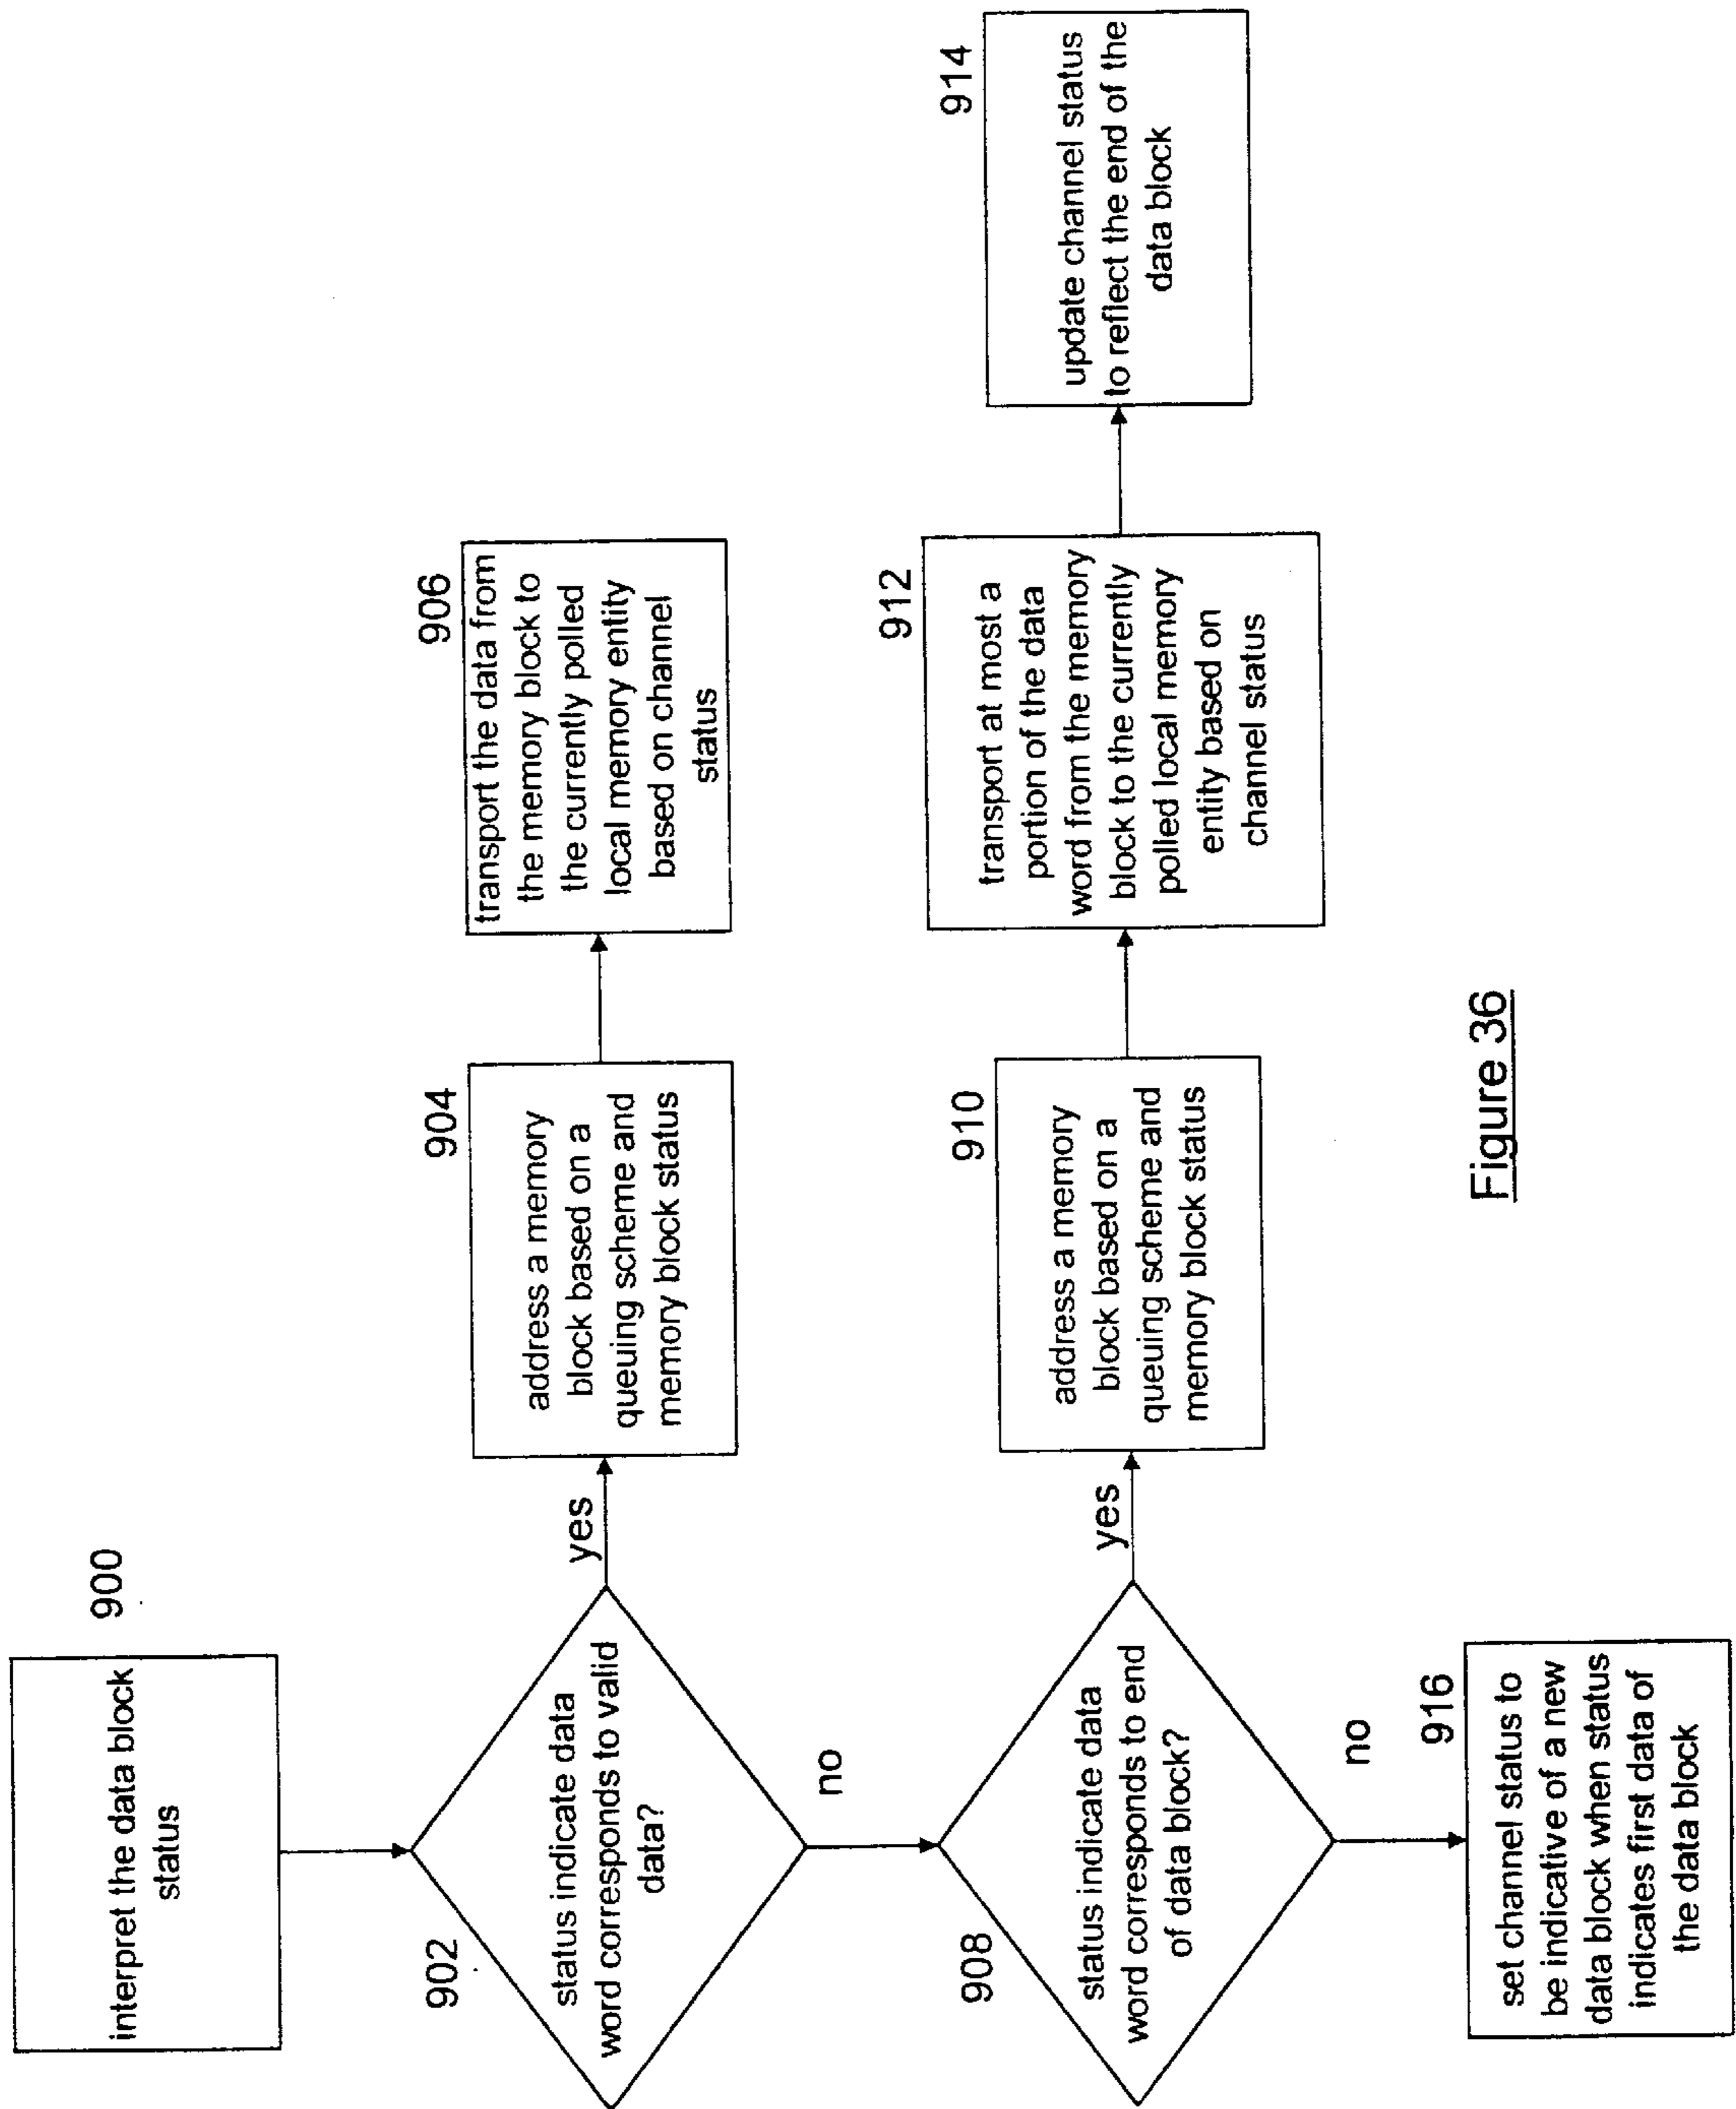 900
interpret the data block
status
902
status indicate data
word corresponds to valid
data?
yes
no
904
address a memory
block based on a
queuing scheme and
memory block status
906
transport the data from
the memory block to
the currently polled
local memory entity
based on channel
status
908
status indicate data
word corresponds to end
of data block?
yes
no
910
address a memory
block based on a
queuing scheme and
memory block status
912
transport at most a
portion of the data
word from the memory
block to the currently
polled local memory
entity based on
channel status
914
update channel status
to reflect the end of the
data block
916
set channel status to
be indicative of a new
data block when status
indicates first data of
the data block
Figure 36